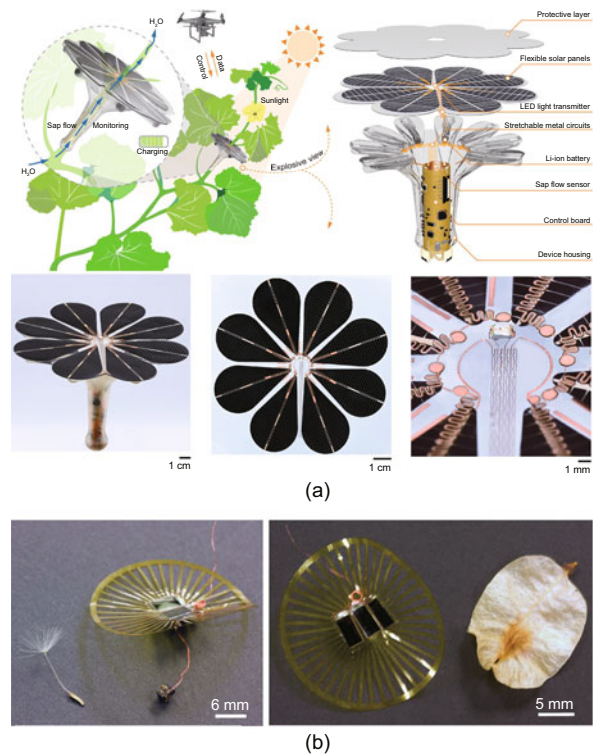 H₂O
Sap flow
Monitoring
H₂O
Data
Control
Sunlight
Charging
Explosive view
Protective layer
Flexible solar panels
LED light transmitter
Stretchable metal circuits
Li-ion battery
Sap flow sensor
Control board
Device housing
1 cm
1 cm
1 mm
(a)
6 mm
5 mm
(b)